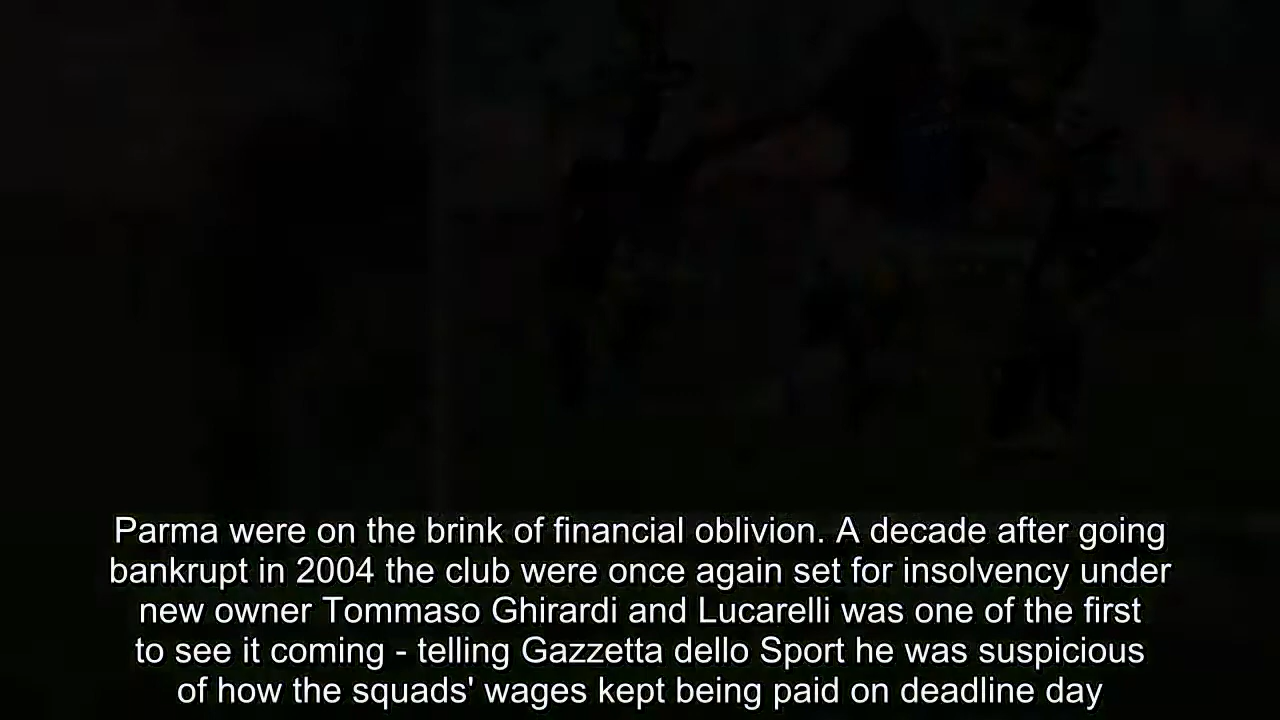 Parma were on the brink of financial oblivion. A decade after going
bankrupt in 2004 the club were once again set for insolvency under
new owner Tommaso Ghirardi and Lucarelli was one of the first
to see it coming - telling Gazzetta dello Sport he was suspicious
of how the squads' wages kept being paid on deadline day